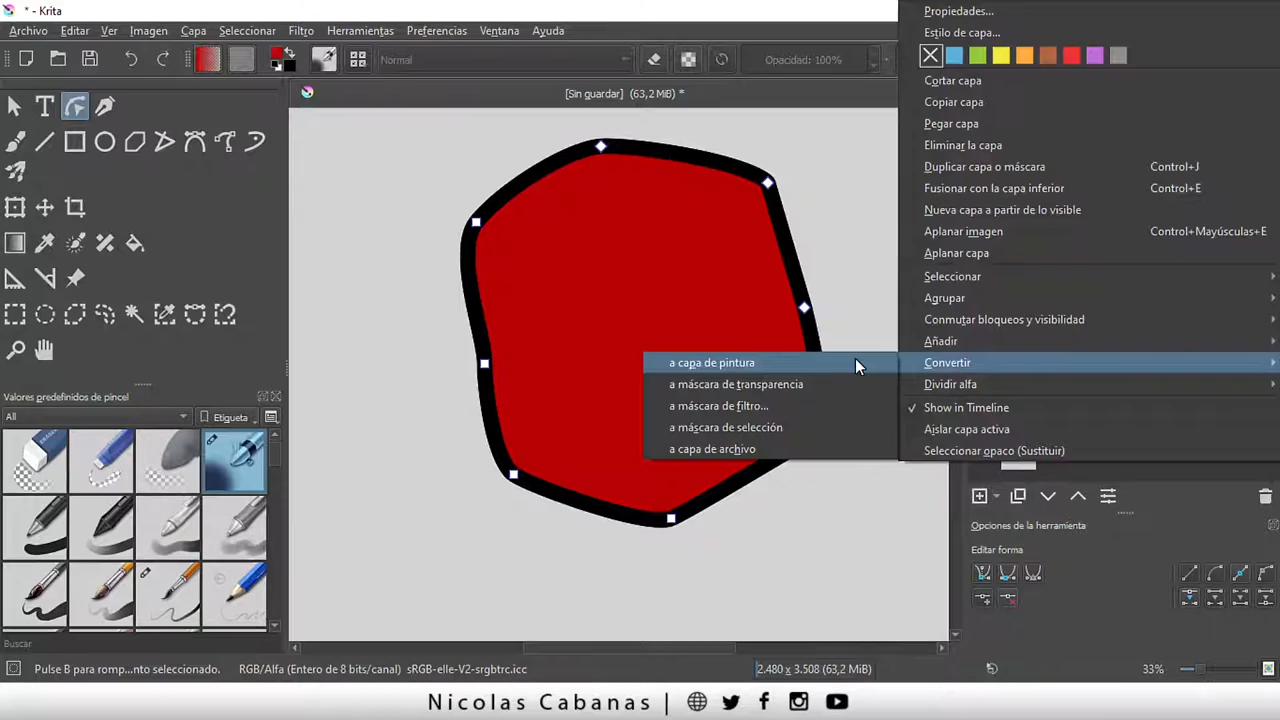 * - Krita
Archivo Editar Ver Imagen Capa Seleccionar Filtro Herramientas Preferencias Ventana Ayuda
Normal
Opacidad: 100%
[Sin guardar] (63,2 MiB) *
Propiedades...
Estilo de capa...
Cortar capa
Copiar capa
Pegar capa
Eliminar la capa
Duplicar capa o máscara Control+J
Fusionar con la capa inferior Control+E
Nueva capa a partir de lo visible
Aplanar imagen Control+Mayúsculas+E
Aplanar capa
Seleccionar
Agrupar
Conmutar bloqueos y visibilidad
Añadir
Convertir
Dividir alfa
✓ Show in Timeline
Aislar capa activa
Seleccionar opaco (Sustituir)
a capa de pintura
a máscara de transparencia
a máscara de filtro...
a máscara de selección
a capa de archivo
Valores predefinidos de pincel
All
Etiqueta
Buscar
Opciones de la herramienta
Editar forma
Pulse B para romp...nto seleccionado.
RGB/Alfa (Entero de 8 bits/canal) sRGB-elle-V2-srgbtrc.icc
2.480 x 3.508 (63,2 MiB)
33%
Nicolas Cabanas |